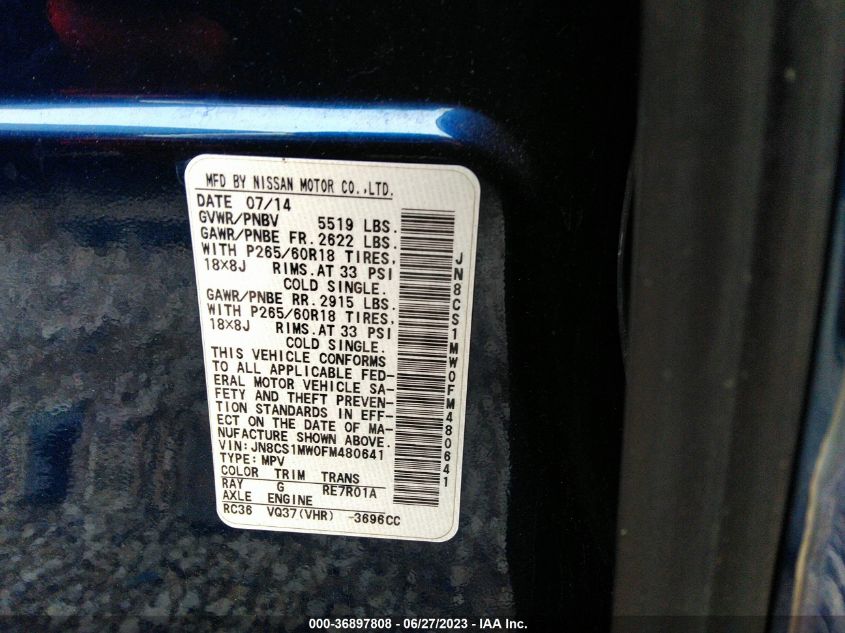 MFD BY NISSAN MOTOR CO.,LTD.
DATE 07/14
GVWR/PNBV 5519 LBS.
GAWR/PNBE FR. 2622 LBS.
WITH P265/60R18 TIRES,
18×8J RIMS.AT 33 PSI
COLD SINGLE.
GAWR/PNBE RR. 2915 LBS.
WITH P265/60R18 TIRES,
18×8J RIMS.AT 33 PSI
COLD SINGLE.
THIS VEHICLE CONFORMS
TO ALL APPLICABLE FED-
ERAL MOTOR VEHICLE SA-
FETY AND THEFT PREVEN-
TION STANDARDS IN EFF-
ECT ON THE DATE OF MA-
NUFACTURE SHOWN ABOVE.
VIN:JN8CS1MW0FM480641
TYPE: MPV
COLOR TRIM TRANS
RAY G RE7R01A
AXLE ENGINE
RC36 VQ37(VHR) -3696CC
JN8CS1MW0FM480641
000-36897808 - 06/27/2023 - IAA Inc.